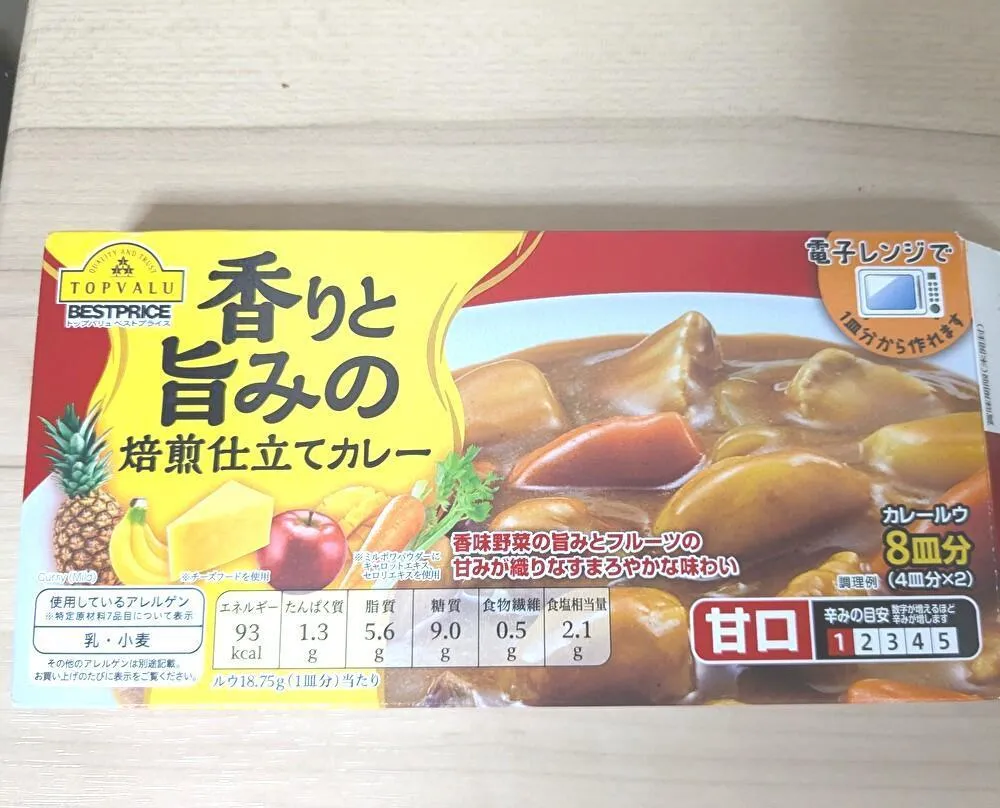 QUALITY AND TRUST
TOPVALU
BESTPRICE
トップバリュ ベストプライス
香りと
旨みの
焙煎仕立てカレー
電子レンジで
1皿分から作れます
Curry (Mild)
※チーズフードを使用
※ミルポワパウダーに
キャロットエキス、
セロリエキスを使用
香味野菜の旨みとフルーツの
甘みが織りなすまろやかな味わい
カレールウ
8皿分
(4皿分×2)
調理例
使用しているアレルゲン
※特定原材料7品目について表示
乳・小麦
その他のアレルゲンは別途記載。
お買い上げのたびに表示をご覧ください。
エネルギー たんぱく質 脂質 糖質 食物繊維 食塩相当量
93 1.3 5.6 9.0 0.5 2.1
kcal g g g g g
ルウ18.75g(1皿分)当たり
甘口
辛みの目安 数字が増えるほど
辛みが増します
1 2 3 4 5